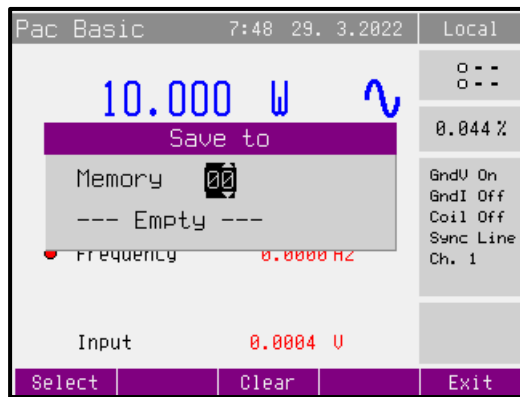 Pac Basic 7:48 29. 3.2022 Local
10.000 W
0.044 %
Save to
Memory 00
--- Empty ---
GndV On
GndI Off
Coil Off
Sync Line
Ch. 1
Frequency 0.0000 Hz
Input 0.0004 V
Select Clear Exit